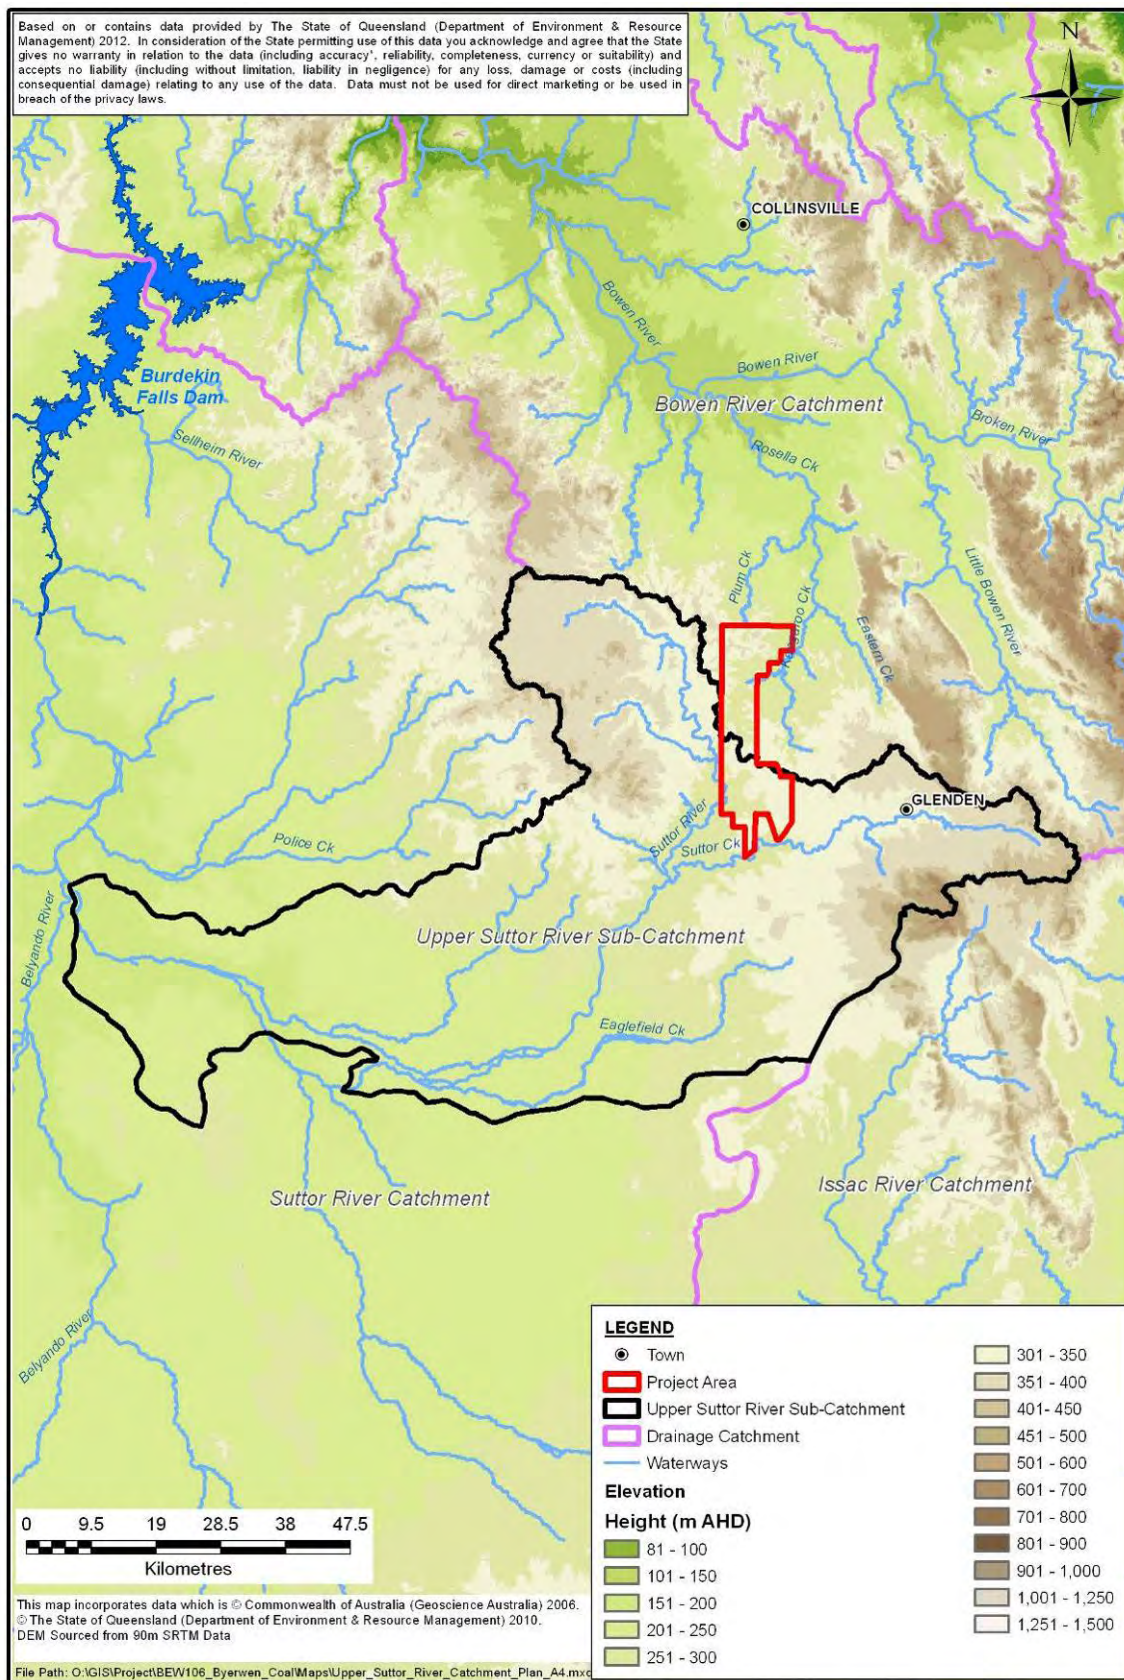 Based on or contains data provided by The State of Queensland (Department of Environment & Resource
Management) 2012. In consideration of the State permitting use of this data you acknowledge and agree that the State
gives no warranty in relation to the data (including accuracy', reliability, completeness, currency or suitability) and
accepts no liability (including without limitation, liability in negligence) for any loss, damage or costs (including
consequential damage) relating to any use of the data. Data must not be used for direct marketing or be used in
breach of the privacy laws.
N
COLLINSVILLE
Bowen River
Bowen River
Burdekin
Falls Dam
Bowen River Catchment
Broken River
Sellheim River
Rosella Ck
Plum Ck
Little Bowen River
Kangaroo Ck
Eastern Ck
GLENDEN
Suttor River
Police Ck
Suttor Ck
Belyando River
Upper Suttor River Sub-Catchment
Eaglefield Ck
Suttor River Catchment
Issac River Catchment
Belyando River
LEGEND
Town
Project Area
Upper Suttor River Sub-Catchment
Drainage Catchment
Waterways
Elevation
Height (m AHD)
81 - 100
101 - 150
151 - 200
201 - 250
251 - 300
301 - 350
351 - 400
401- 450
451 - 500
501 - 600
601 - 700
701 - 800
801 - 900
901 - 1,000
1,001 - 1,250
1,251 - 1,500
0 9.5 19 28.5 38 47.5
Kilometres
This map incorporates data which is © Commonwealth of Australia (Geoscience Australia) 2006.
© The State of Queensland (Department of Environment & Resource Management) 2010.
DEM Sourced from 90m SRTM Data
File Path: O:\GIS\Project\BEW106_Byerwen_Coal\Maps\Upper_Suttor_River_Catchment_Plan_A4.mxd